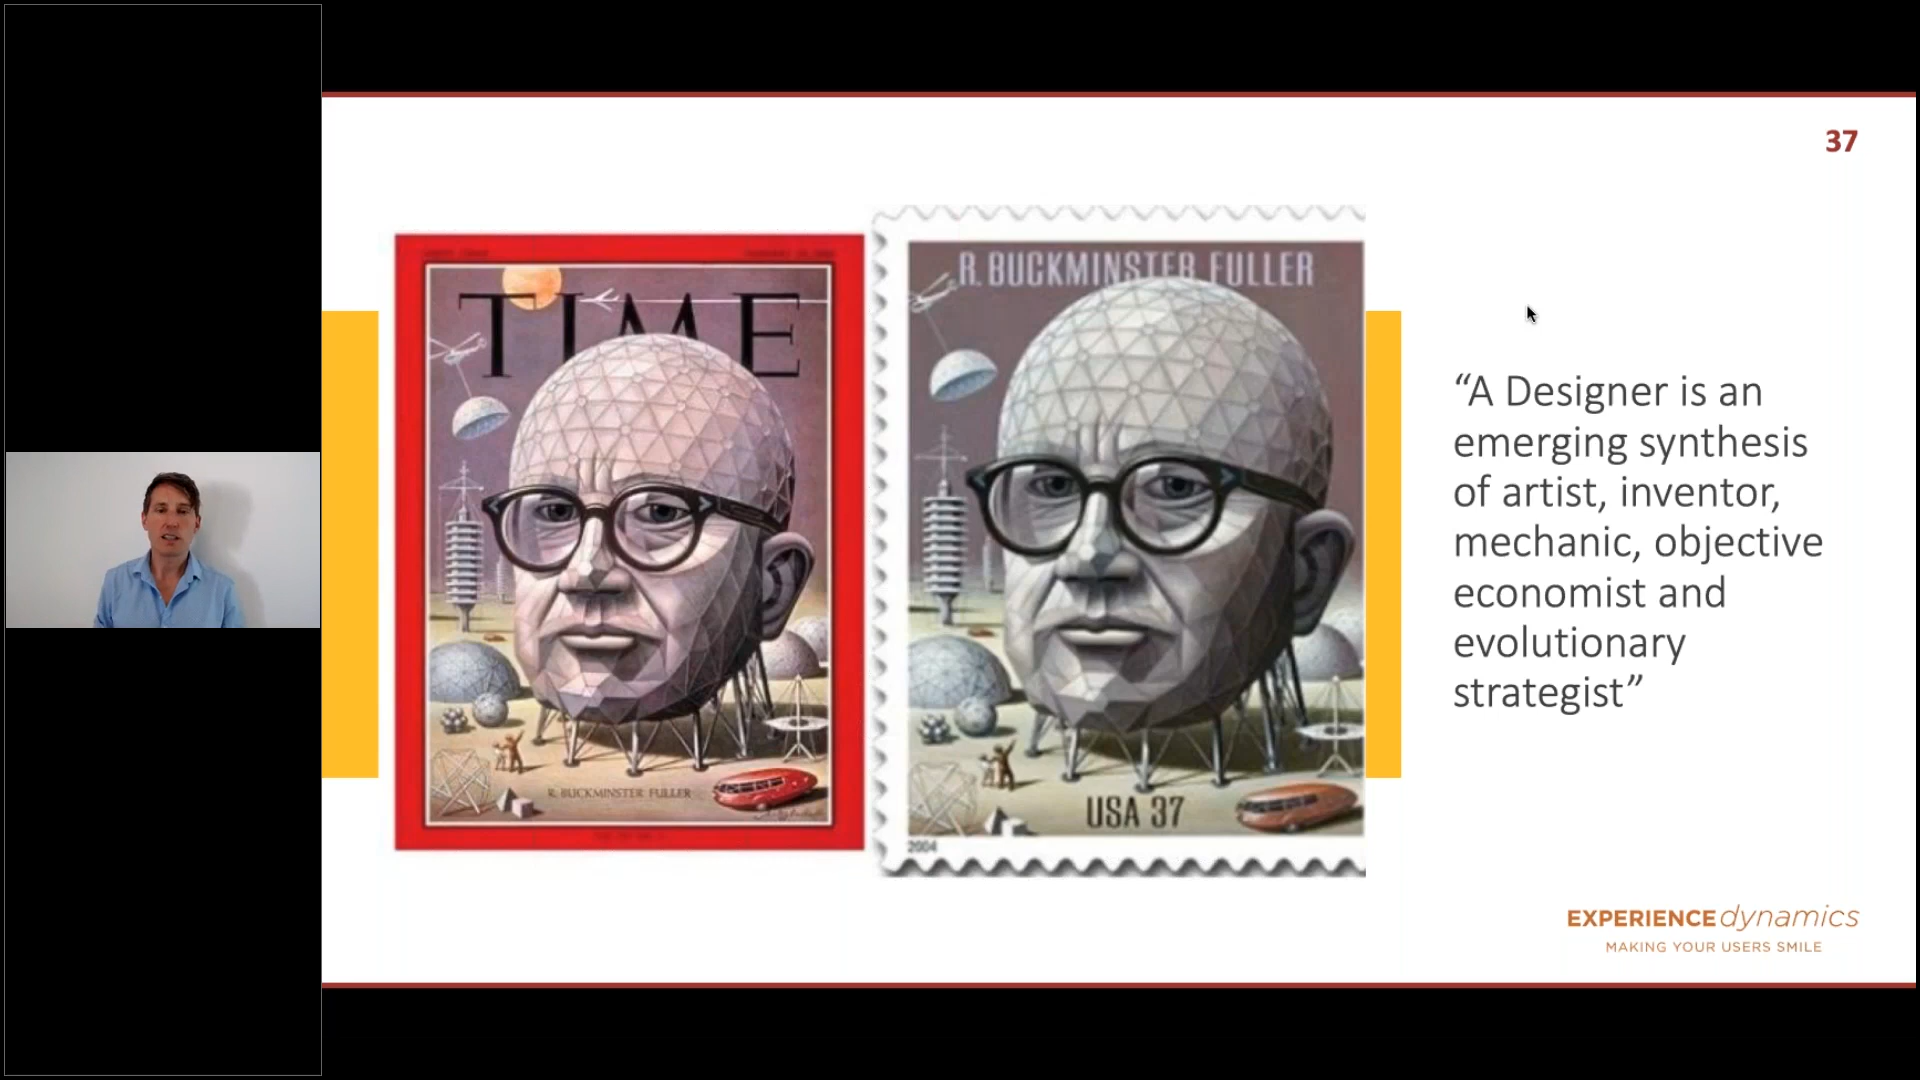 37
TIME
R. BUCKMINSTER FULLER
R. BUCKMINSTER FULLER
USA 37
2004
“A Designer is an
emerging synthesis
of artist, inventor,
mechanic, objective
economist and
evolutionary
strategist”
EXPERIENCE dynamics
MAKING YOUR USERS SMILE